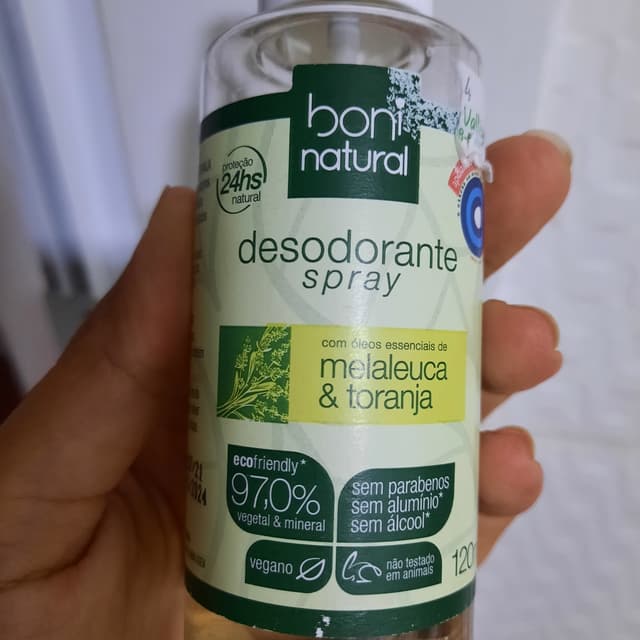 boni
natural
proteção
24hs
natural
desodorante
spray
com óleos essenciais de
melaleuca
& toranja
ecofriendly*
97,0%
vegetal & mineral
sem parabenos
sem alumínio*
sem álcool*
vegano
não testado
em animais
120